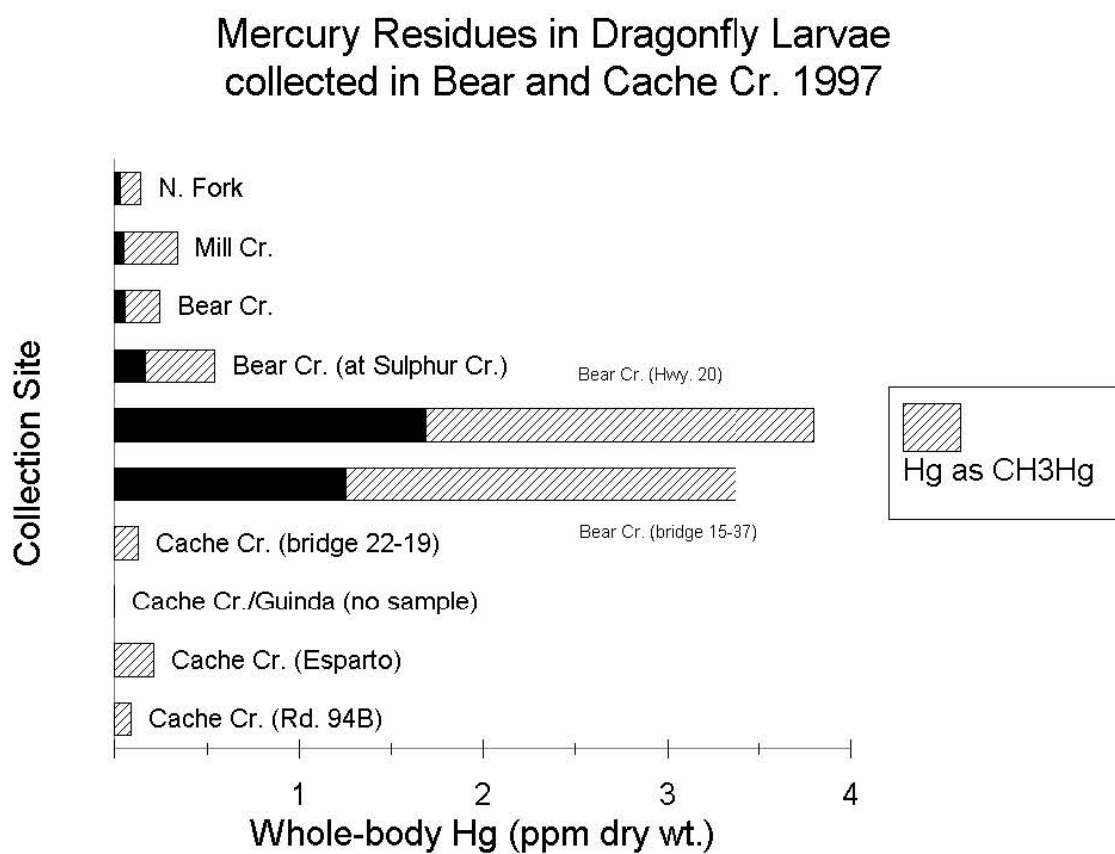 Mercury Residues in Dragonfly Larvae
collected in Bear and Cache Cr. 1997
Collection Site
N. Fork
Mill Cr.
Bear Cr.
Bear Cr. (at Sulphur Cr.)
Bear Cr. (Hwy. 20)
Hg as CH3Hg
Bear Cr. (bridge 15-37)
Cache Cr. (bridge 22-19)
Cache Cr./Guinda (no sample)
Cache Cr. (Esparto)
Cache Cr. (Rd. 94B)
1 2 3 4
Whole-body Hg (ppm dry wt.)